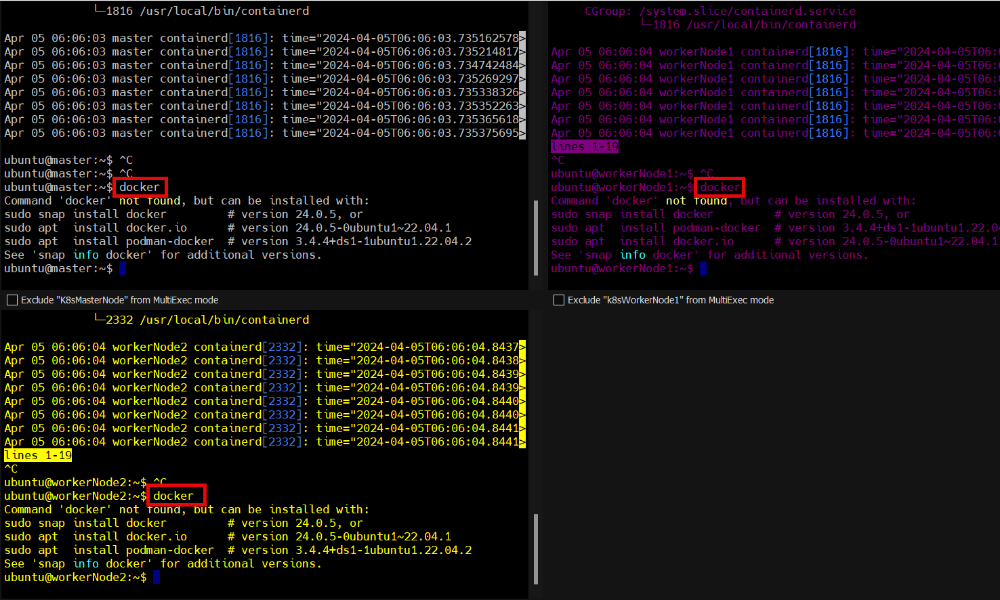 └─1816 /usr/local/bin/containerd
Apr 05 06:06:03 master containerd[1816]: time="2024-04-05T06:06:03.735162578>
Apr 05 06:06:03 master containerd[1816]: time="2024-04-05T06:06:03.735214817>
Apr 05 06:06:03 master containerd[1816]: time="2024-04-05T06:06:03.734742484>
Apr 05 06:06:03 master containerd[1816]: time="2024-04-05T06:06:03.735269297>
Apr 05 06:06:03 master containerd[1816]: time="2024-04-05T06:06:03.735338326>
Apr 05 06:06:03 master containerd[1816]: time="2024-04-05T06:06:03.735352263>
Apr 05 06:06:03 master containerd[1816]: time="2024-04-05T06:06:03.735365618>
Apr 05 06:06:03 master containerd[1816]: time="2024-04-05T06:06:03.735375695>
ubuntu@master:~$ ^C
ubuntu@master:~$ ^C
ubuntu@master:~$ docker
Command 'docker' not found, but can be installed with:
sudo snap install docker         # version 24.0.5, or
sudo apt  install docker.io      # version 24.0.5-0ubuntu1~22.04.1
sudo apt  install podman-docker  # version 3.4.4+ds1-1ubuntu1.22.04.2
See 'snap info docker' for additional versions.
ubuntu@master:~$
Exclude "K8sMasterNode" from MultiExec mode
CGroup: /system.slice/containerd.service
└─1816 /usr/local/bin/containerd
Apr 05 06:06:04 workerNode1 containerd[1816]: time="2024-04-05T06:
Apr 05 06:06:04 workerNode1 containerd[1816]: time="2024-04-05T06:
Apr 05 06:06:04 workerNode1 containerd[1816]: time="2024-04-05T06:
Apr 05 06:06:04 workerNode1 containerd[1816]: time="2024-04-05T06:
Apr 05 06:06:04 workerNode1 containerd[1816]: time="2024-04-05T06:
Apr 05 06:06:04 workerNode1 containerd[1816]: time="2024-04-05T06:
Apr 05 06:06:04 workerNode1 containerd[1816]: time="2024-04-05T06:
lines 1-19
^C
ubuntu@workerNode1:~$ ^C
ubuntu@workerNode1:~$ docker
Command 'docker' not found, but can be installed with:
sudo snap install docker         # version 24.0.5, or
sudo apt  install podman-docker  # version 3.4.4+ds1-1ubuntu1.22.04
sudo apt  install docker.io      # version 24.0.5-0ubuntu1~22.04.1
See 'snap info docker' for additional versions.
ubuntu@workerNode1:~$
Exclude "k8sWorkerNode1" from MultiExec mode
└─2332 /usr/local/bin/containerd
Apr 05 06:06:04 workerNode2 containerd[2332]: time="2024-04-05T06:06:04.8437>
Apr 05 06:06:04 workerNode2 containerd[2332]: time="2024-04-05T06:06:04.8438>
Apr 05 06:06:04 workerNode2 containerd[2332]: time="2024-04-05T06:06:04.8439>
Apr 05 06:06:04 workerNode2 containerd[2332]: time="2024-04-05T06:06:04.8439>
Apr 05 06:06:04 workerNode2 containerd[2332]: time="2024-04-05T06:06:04.8440>
Apr 05 06:06:04 workerNode2 containerd[2332]: time="2024-04-05T06:06:04.8440>
Apr 05 06:06:04 workerNode2 containerd[2332]: time="2024-04-05T06:06:04.8441>
Apr 05 06:06:04 workerNode2 containerd[2332]: time="2024-04-05T06:06:04.8441>
lines 1-19
^C
ubuntu@workerNode2:~$ ^C
ubuntu@workerNode2:~$ docker
Command 'docker' not found, but can be installed with:
sudo snap install docker         # version 24.0.5, or
sudo apt  install docker.io      # version 24.0.5-0ubuntu1~22.04.1
sudo apt  install podman-docker  # version 3.4.4+ds1-1ubuntu1.22.04.2
See 'snap info docker' for additional versions.
ubuntu@workerNode2:~$